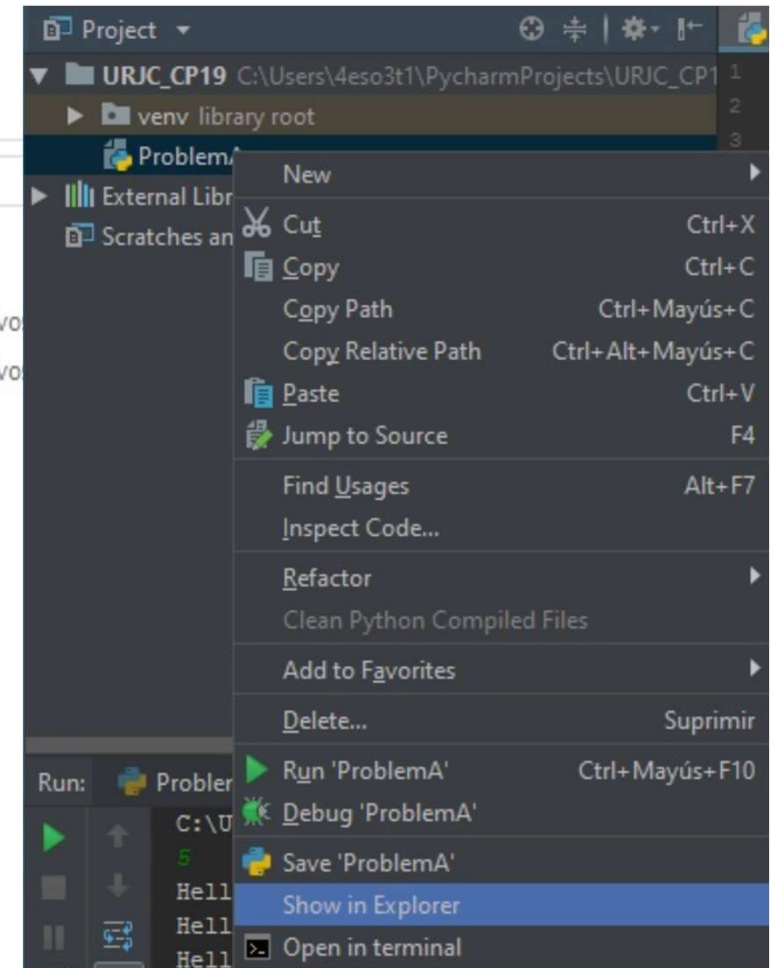 Project
URJC_CP19 C:\Users\4eso3t1\PycharmProjects\URJC_CP1
1
venv library root
2
3
New
External Libr
Cut Ctrl+X
Scratches an
Copy Ctrl+C
Copy Path Ctrl+Mayús+C
Copy Relative Path Ctrl+Alt+Mayús+C
Paste Ctrl+V
Jump to Source F4
Find Usages Alt+F7
Inspect Code...
Refactor
Clean Python Compiled Files
Add to Favorites
Delete... Suprimir
Run 'ProblemA' Ctrl+Mayús+F10
Run:
Debug 'ProblemA'
C:\U
5
Save 'ProblemA'
Hell
Show in Explorer
Hell
Open in terminal
Hell